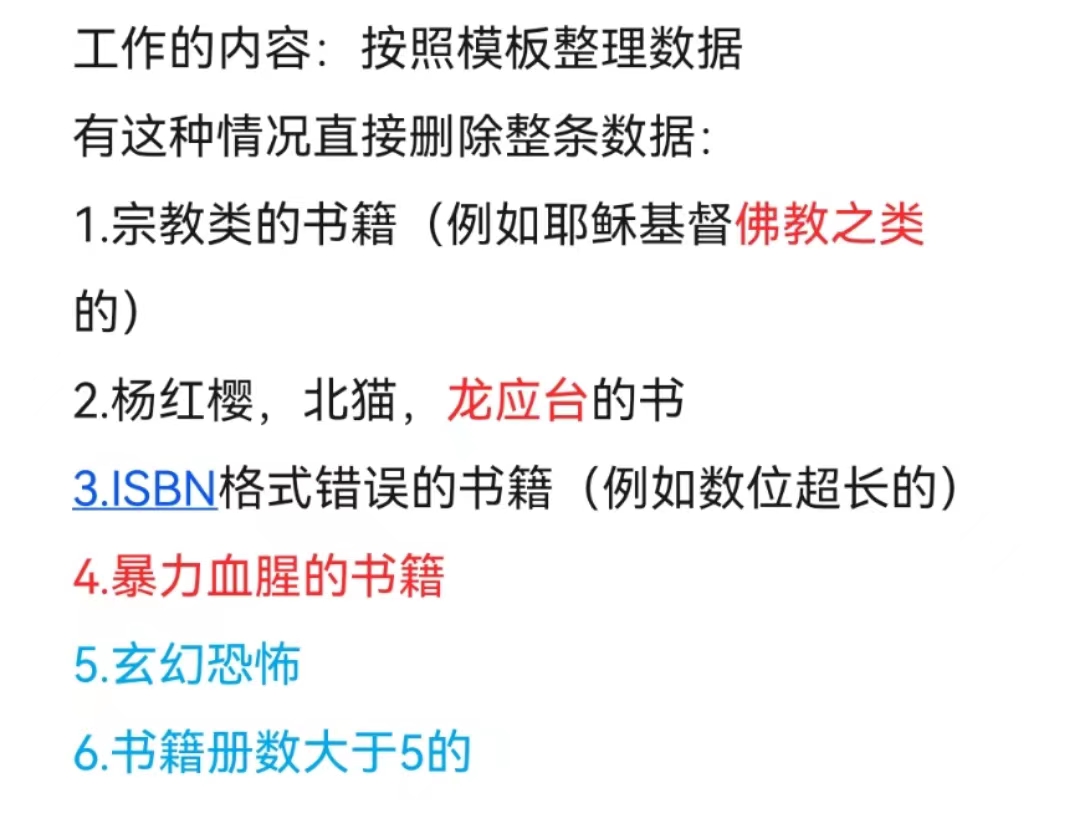 工作的内容：按照模板整理数据
有这种情况直接删除整条数据：
1.宗教类的书籍（例如耶稣基督佛教之类
的）
2.杨红樱，北猫，龙应台的书
3.ISBN格式错误的书籍（例如数位超长的）
4.暴力血腥的书籍
5.玄幻恐怖
6.书籍册数大于5的